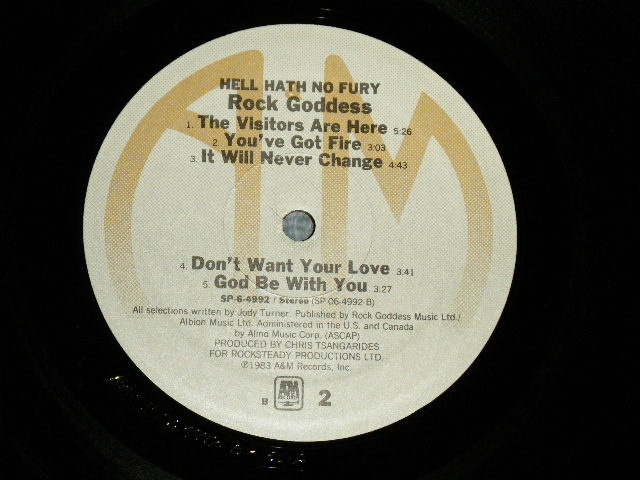 HELL HATH NO FURY
Rock Goddess
1. The Visitors Are Here 5:26
2. You've Got Fire 3:03
3. It Will Never Change 4:43
4. Don't Want Your Love 3:41
5. God Be With You 3:27
SP-6-4992 / Stereo (SP 06-4992-B)
All selections written by Jody Turner. Published by Rock Goddess Music Ltd./
Albion Music Ltd. Administered in the U.S. and Canada
by Almo Music Corp. (ASCAP)
PRODUCED BY CHRIS TSANGARIDES
FOR ROCKSTEADY PRODUCTIONS LTD.
℗1983 A&M Records, Inc.
B A&M RECORDS 2